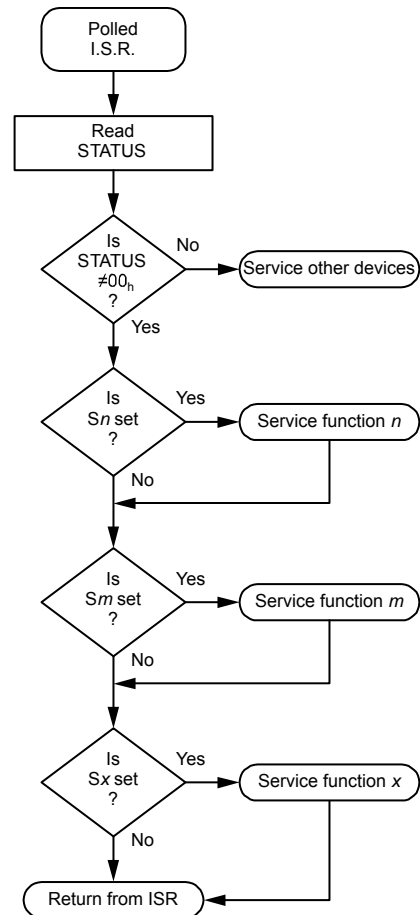 Polled
I.S.R.
Read
STATUS
Is
STATUS
≠00h
?
No
Service other devices
Yes
Is
Sn set
?
Yes
Service function n
No
Is
Sm set
?
Yes
Service function m
No
Is
Sx set
?
Yes
Service function x
No
Return from ISR